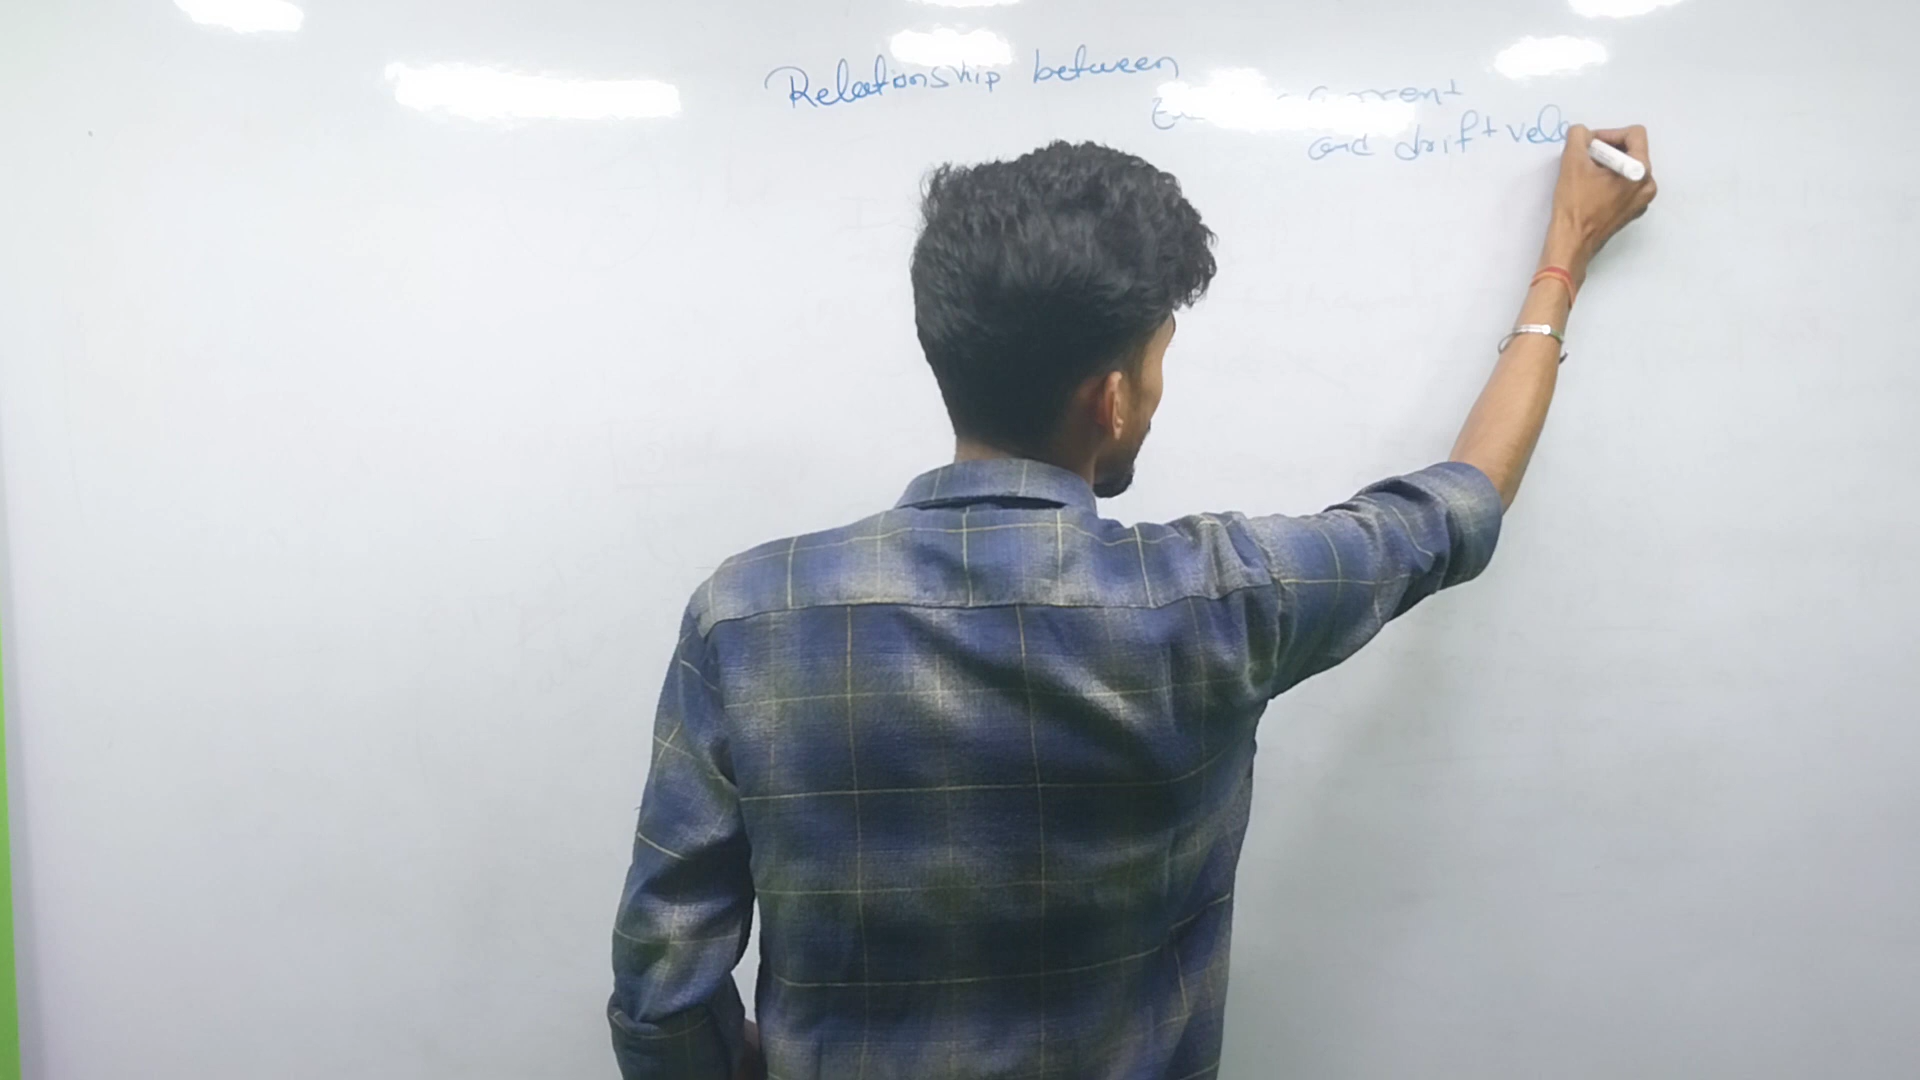 Relationship between
current
and drift velo